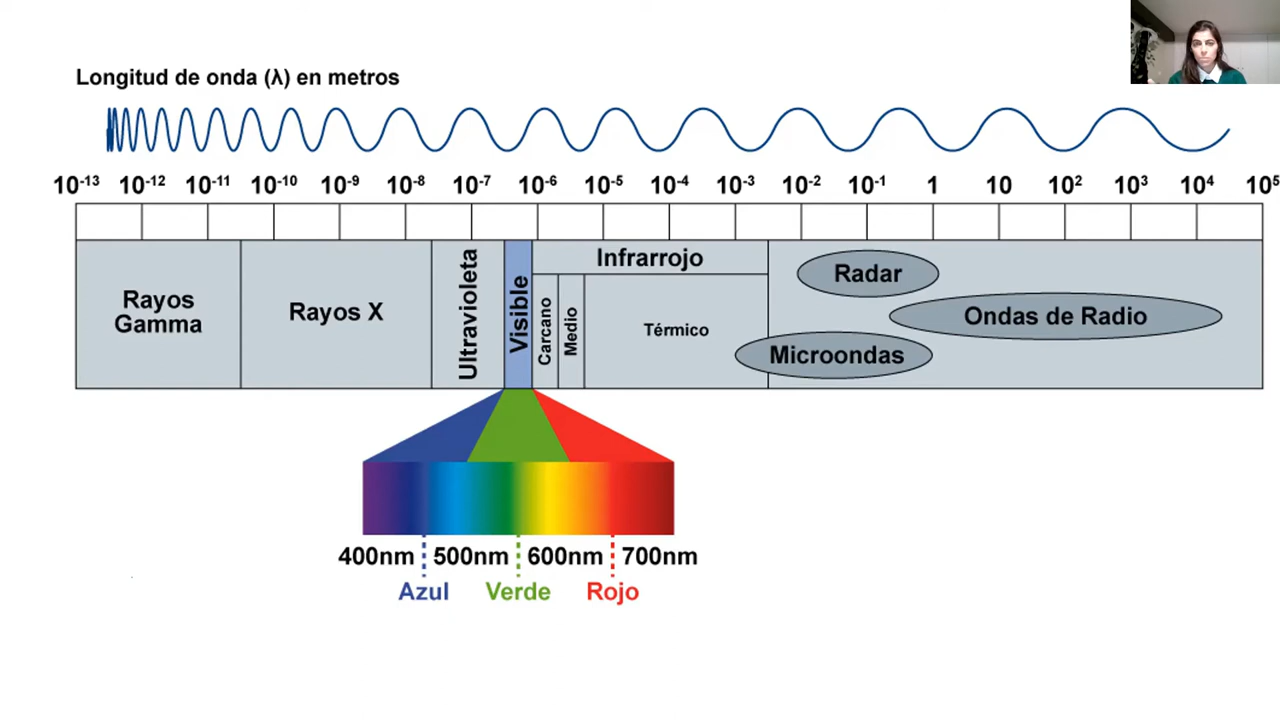 Longitud de onda (λ) en metros
10⁻¹³ 10⁻¹² 10⁻¹¹ 10⁻¹⁰ 10⁻⁹ 10⁻⁸ 10⁻⁷ 10⁻⁶ 10⁻⁵ 10⁻⁴ 10⁻³ 10⁻² 10⁻¹ 1 10 10² 10³ 10⁴ 10⁵
Rayos
Gamma
Rayos X
Ultravioleta
Visible
Infrarrojo
Carcano
Medio
Térmico
Radar
Ondas de Radio
Microondas
400nm 500nm 600nm 700nm
Azul Verde Rojo